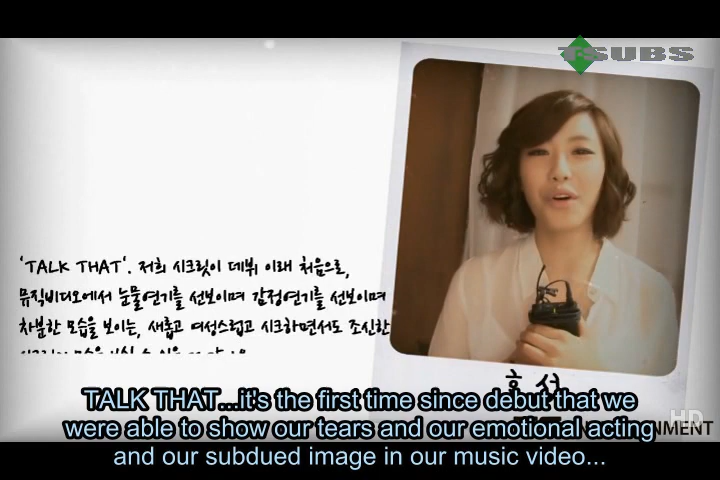 T-SUBS
'TALK THAT'. 저희 시크릿이 데뷔 이래 처음으로,
뮤직비디오에서 눈물연기를 선보이며 감정연기를 선보이며
차분한 모습을 보이는, 새롭고 여성스럽고 시크하면서도 조신한
효성
HD
TALK THAT...it's the first time since debut that we
were able to show our tears and our emotional acting
and our subdued image in our music video...